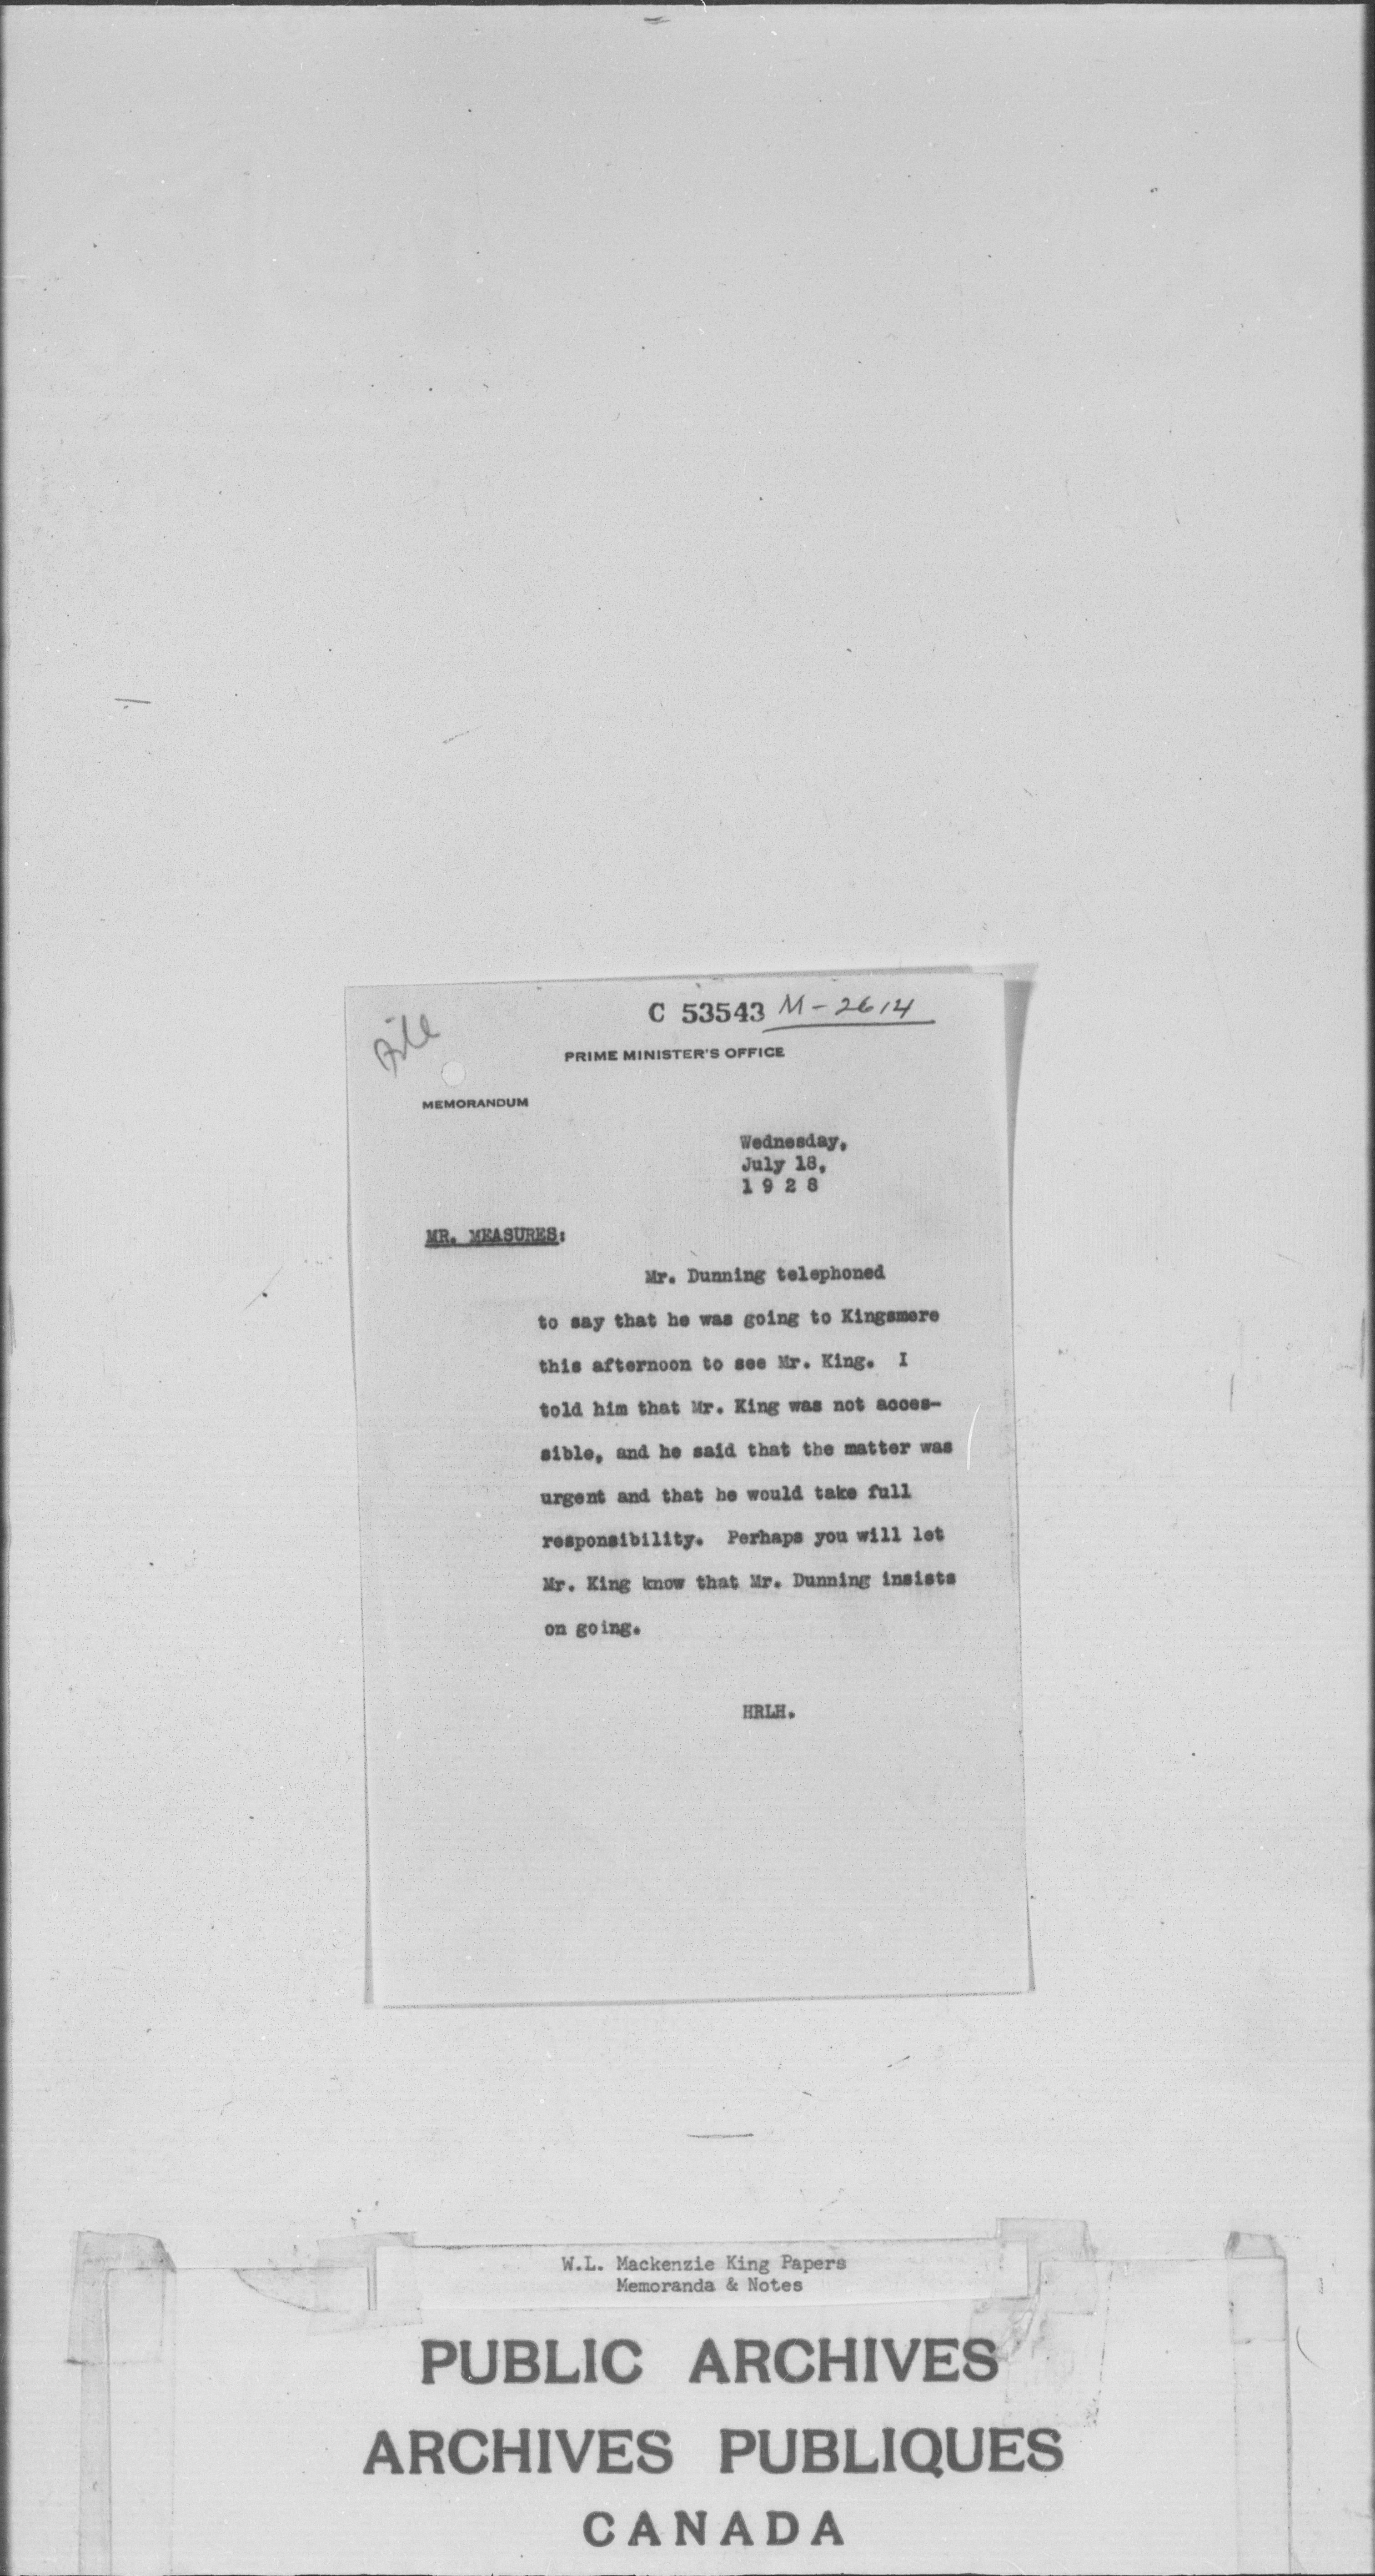 File
C 53543 M-2614
PRIME MINISTER'S OFFICE
MEMORANDUM
Wednesday,
July 18,
1 9 2 8
MR. MEASURES:
Mr. Dunning telephoned
to say that he was going to Kingsmere
this afternoon to see Mr. King. I
told him that Mr. King was not acces-
sible, and he said that the matter was
urgent and that he would take full
responsibility. Perhaps you will let
Mr. King know that Mr. Dunning insists
on going.
HRLH.
W.L. Mackenzie King Papers
Memoranda & Notes
PUBLIC ARCHIVES
ARCHIVES PUBLIQUES
CANADA